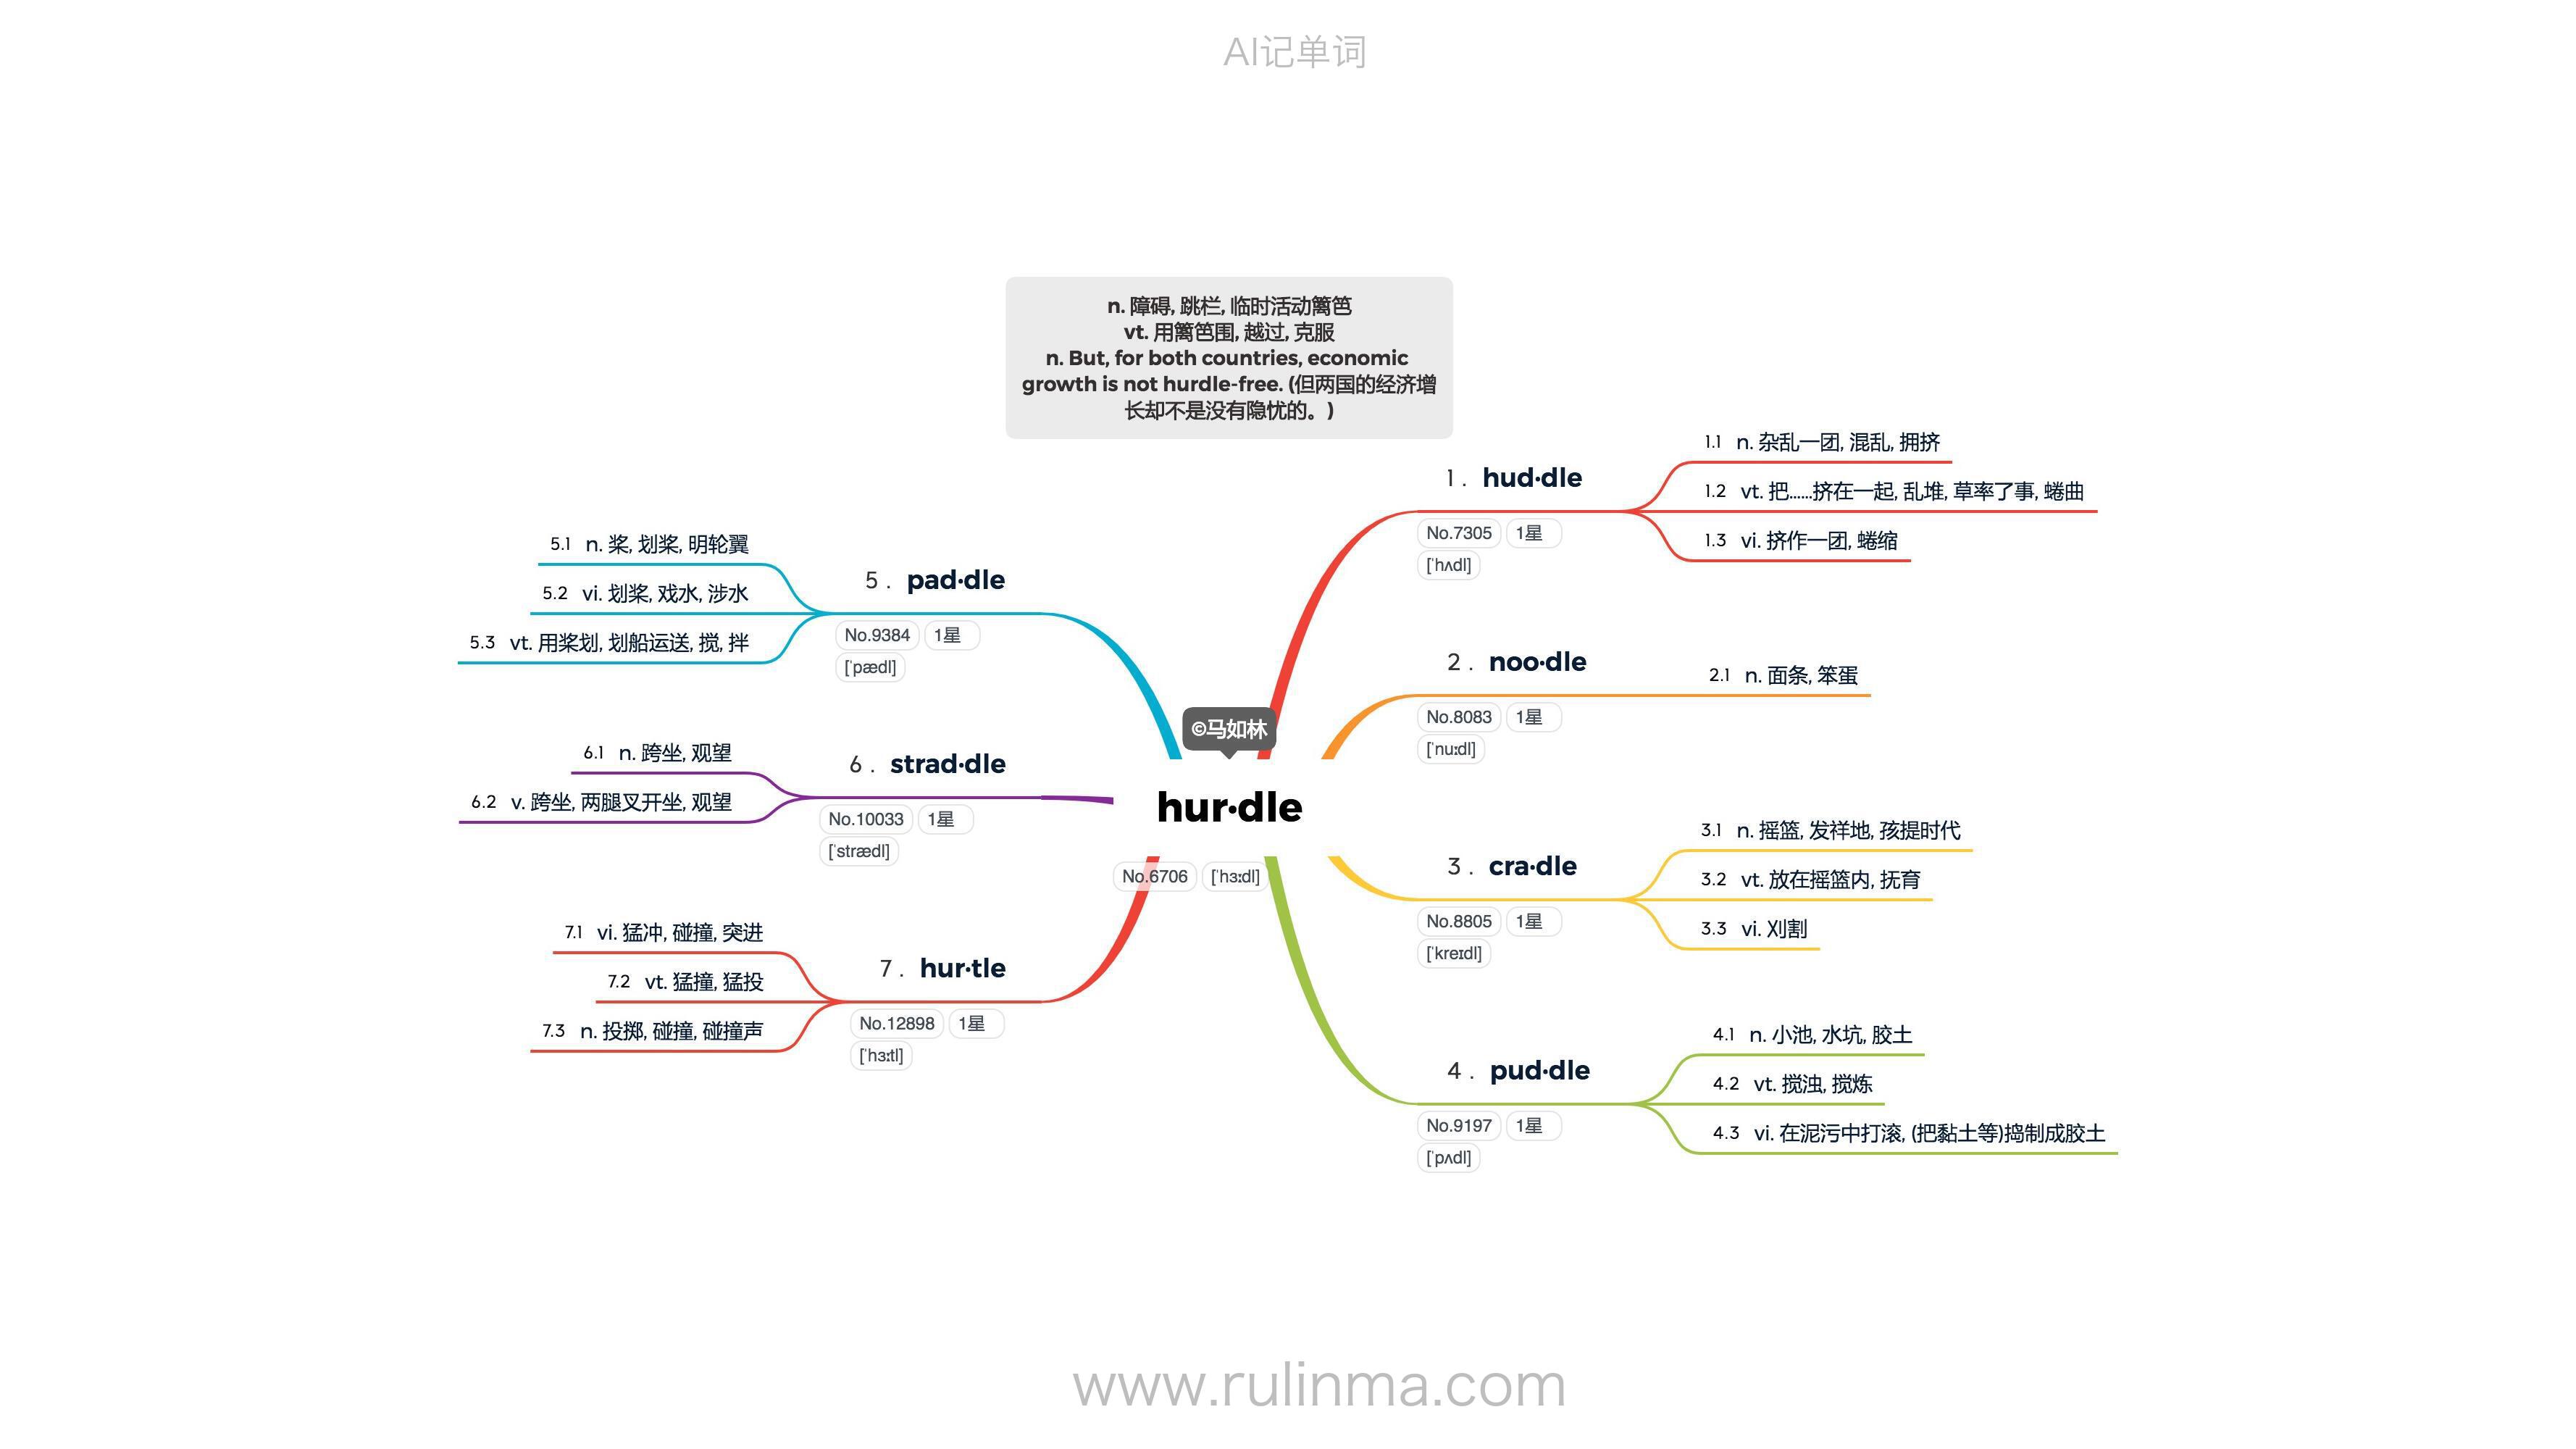 AI记单词
n. 障碍, 跳栏, 临时活动篱笆
vt. 用篱笆围, 越过, 克服
n. But, for both countries, economic
growth is not hurdle-free. (但两国的经济增
长却不是没有隐忧的。)
©马如林
hur·dle
No.6706 [ˈhɜːdl]
1 . hud·dle
No.7305 1星
[ˈhʌdl]
1.1 n. 杂乱一团, 混乱, 拥挤
1.2 vt. 把......挤在一起, 乱堆, 草率了事, 蜷曲
1.3 vi. 挤作一团, 蜷缩
2 . noo·dle
No.8083 1星
[ˈnuːdl]
2.1 n. 面条, 笨蛋
3 . cra·dle
No.8805 1星
[ˈkreɪdl]
3.1 n. 摇篮, 发祥地, 孩提时代
3.2 vt. 放在摇篮内, 抚育
3.3 vi. 刈割
4 . pud·dle
No.9197 1星
[ˈpʌdl]
4.1 n. 小池, 水坑, 胶土
4.2 vt. 搅浊, 搅炼
4.3 vi. 在泥污中打滚, (把黏土等)捣制成胶土
5 . pad·dle
No.9384 1星
[ˈpædl]
5.1 n. 桨, 划桨, 明轮翼
5.2 vi. 划桨, 戏水, 涉水
5.3 vt. 用桨划, 划船运送, 搅, 拌
6 . strad·dle
No.10033 1星
[ˈstrædl]
6.1 n. 跨坐, 观望
6.2 v. 跨坐, 两腿叉开坐, 观望
7 . hur·tle
No.12898 1星
[ˈhɜːtl]
7.1 vi. 猛冲, 碰撞, 突进
7.2 vt. 猛撞, 猛投
7.3 n. 投掷, 碰撞, 碰撞声
www.rulinma.com